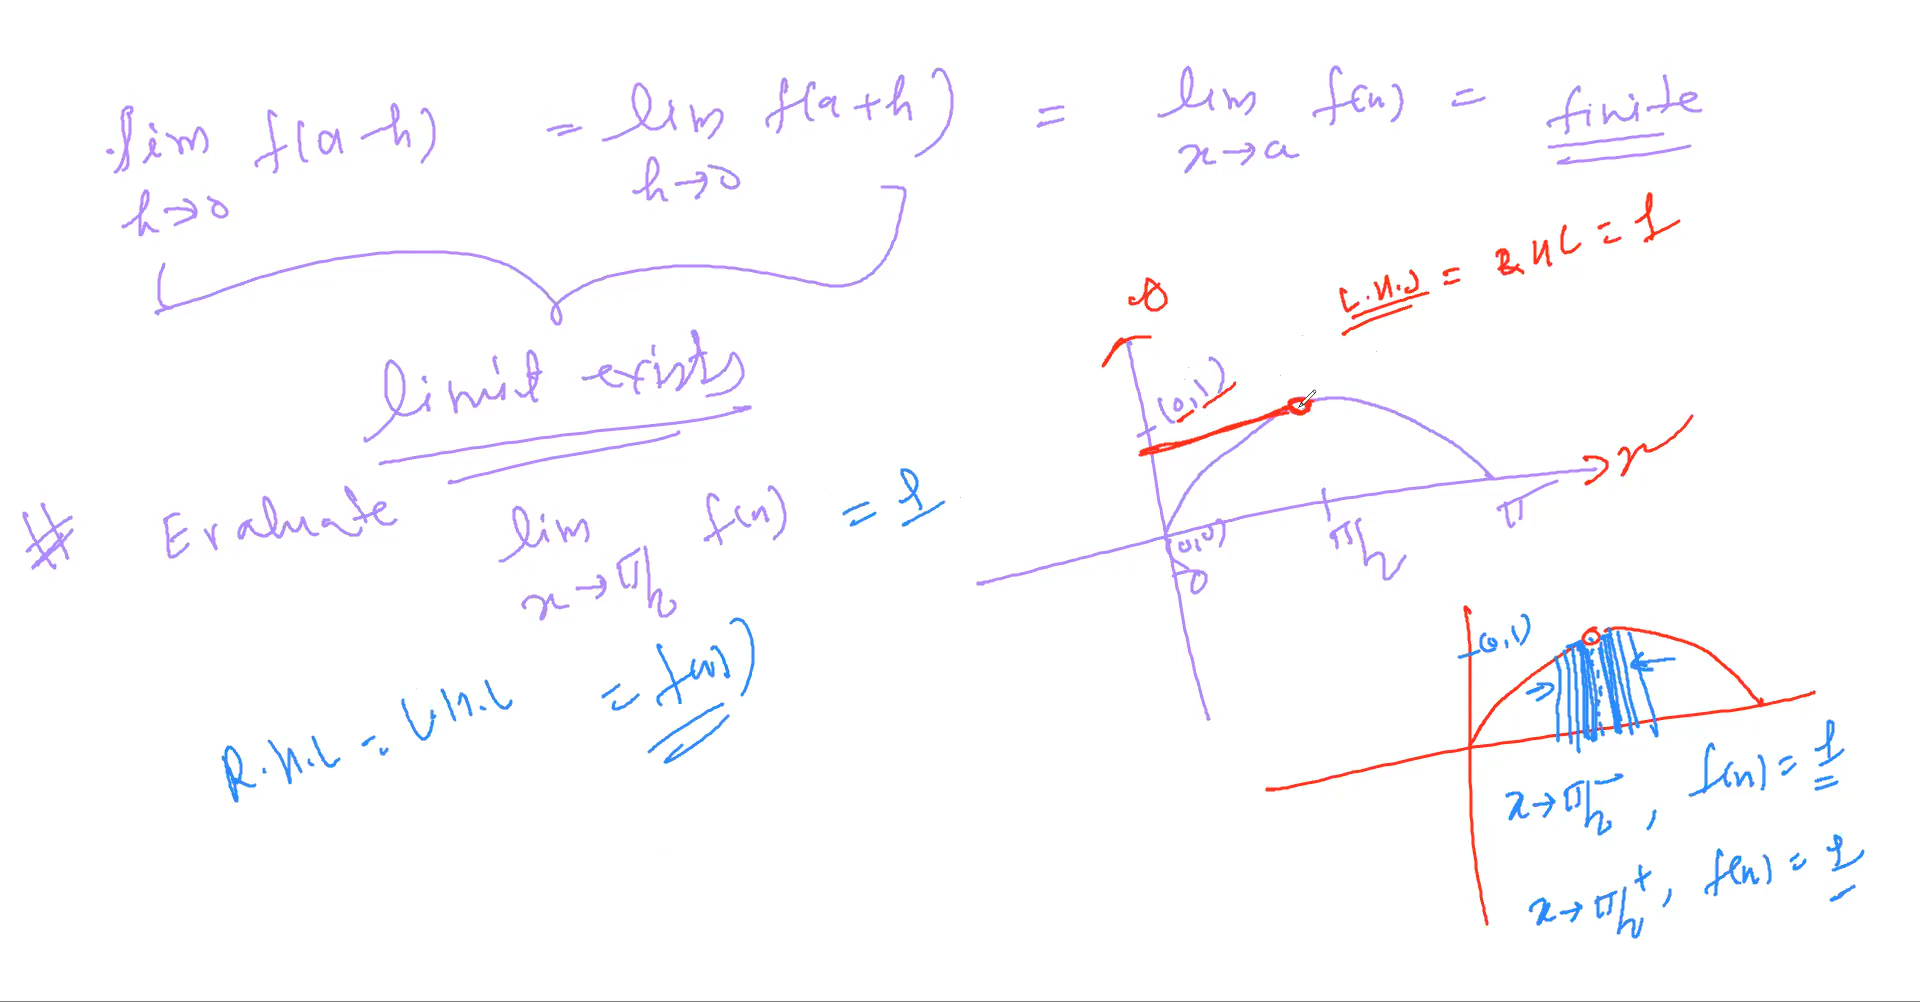 lim f(a-h) = lim f(a+h) = lim f(x) = finite
h→0 h→0 x→a
limit exists
# Evaluate lim f(x) = 1
x→π/2
R.H.L = L.H.L = f(x)
L.H.L = R.H.L = 1
(0,1)
x
(0,0)
0
π/2
π
(0,1)
x→π/2⁻, f(x) = 1
x→π/2⁺, f(x) = 1